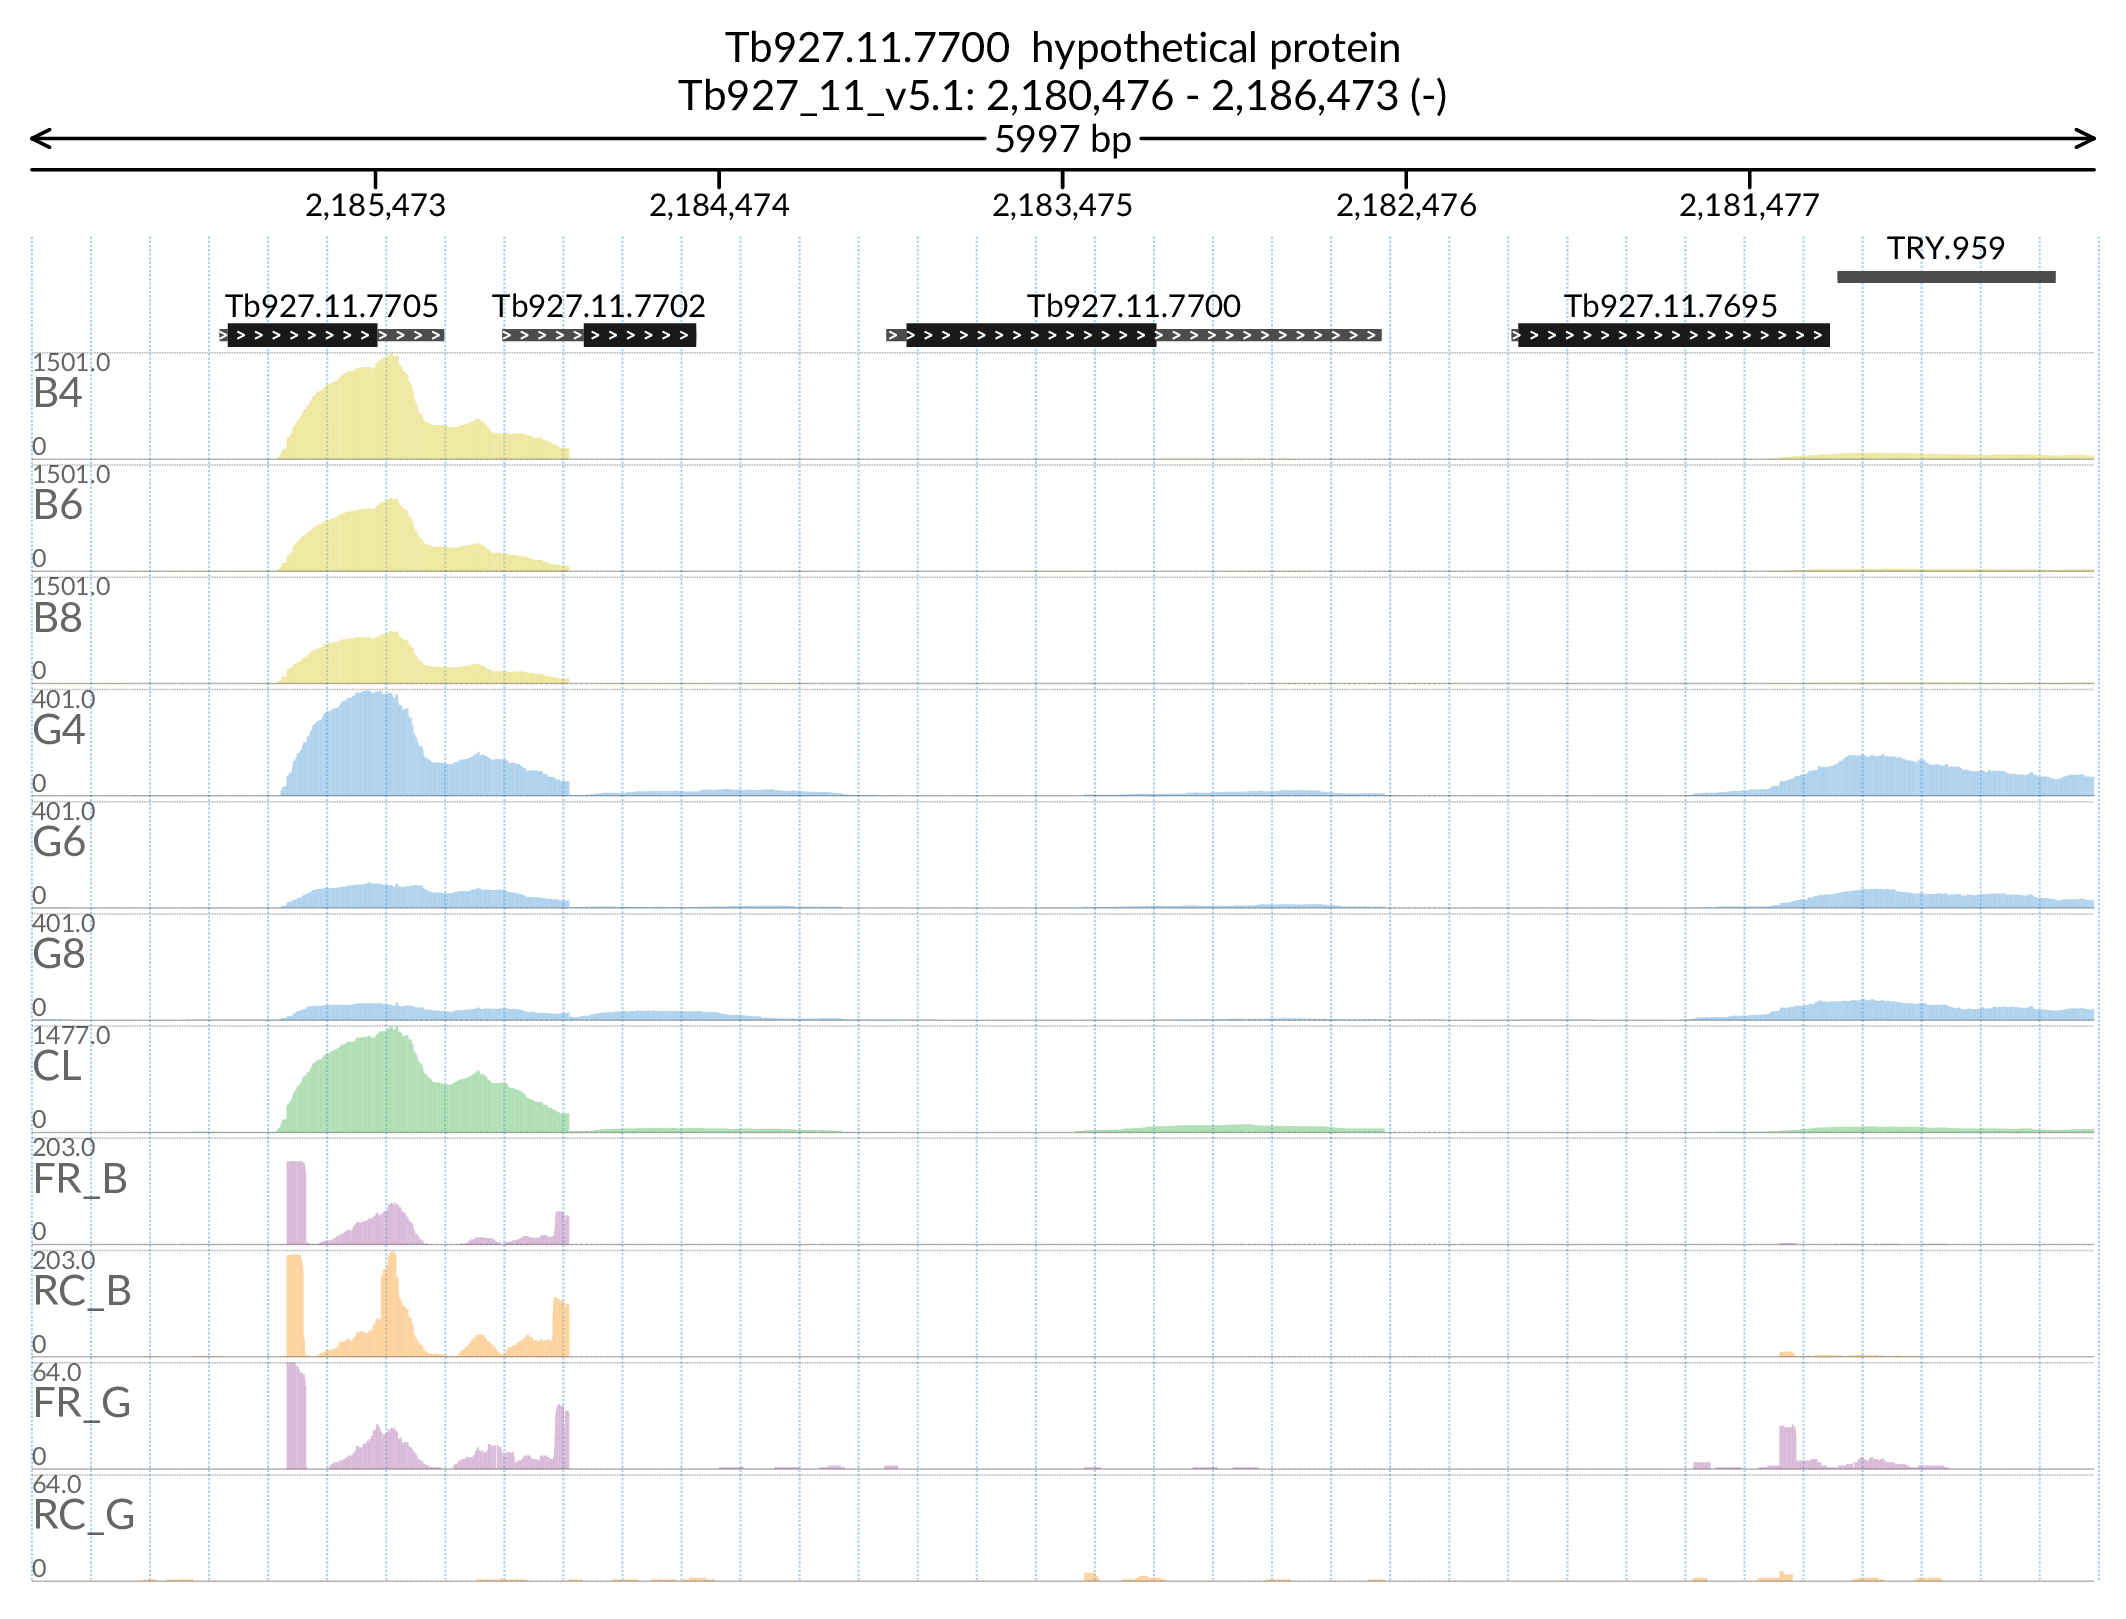 Tb927.11.7700  hypothetical protein
Tb927_11_v5.1: 2,180,476 - 2,186,473 (-)
5997 bp
2,185,473 2,184,474 2,183,475 2,182,476 2,181,477
TRY.959
Tb927.11.7705 Tb927.11.7702 Tb927.11.7700 Tb927.11.7695
1501.0
B4
0
1501.0
B6
0
1501.0
B8
0
401.0
G4
0
401.0
G6
0
401.0
G8
0
1477.0
CL
0
203.0
FR_B
0
203.0
RC_B
0
64.0
FR_G
0
64.0
RC_G
0